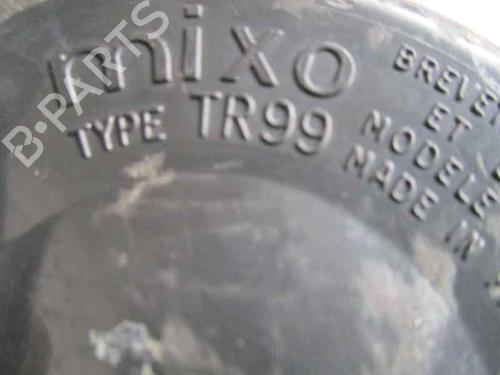 mixo
TYPE TR99
BREVET
ET
MODELE
MADE IN
B-PARTS